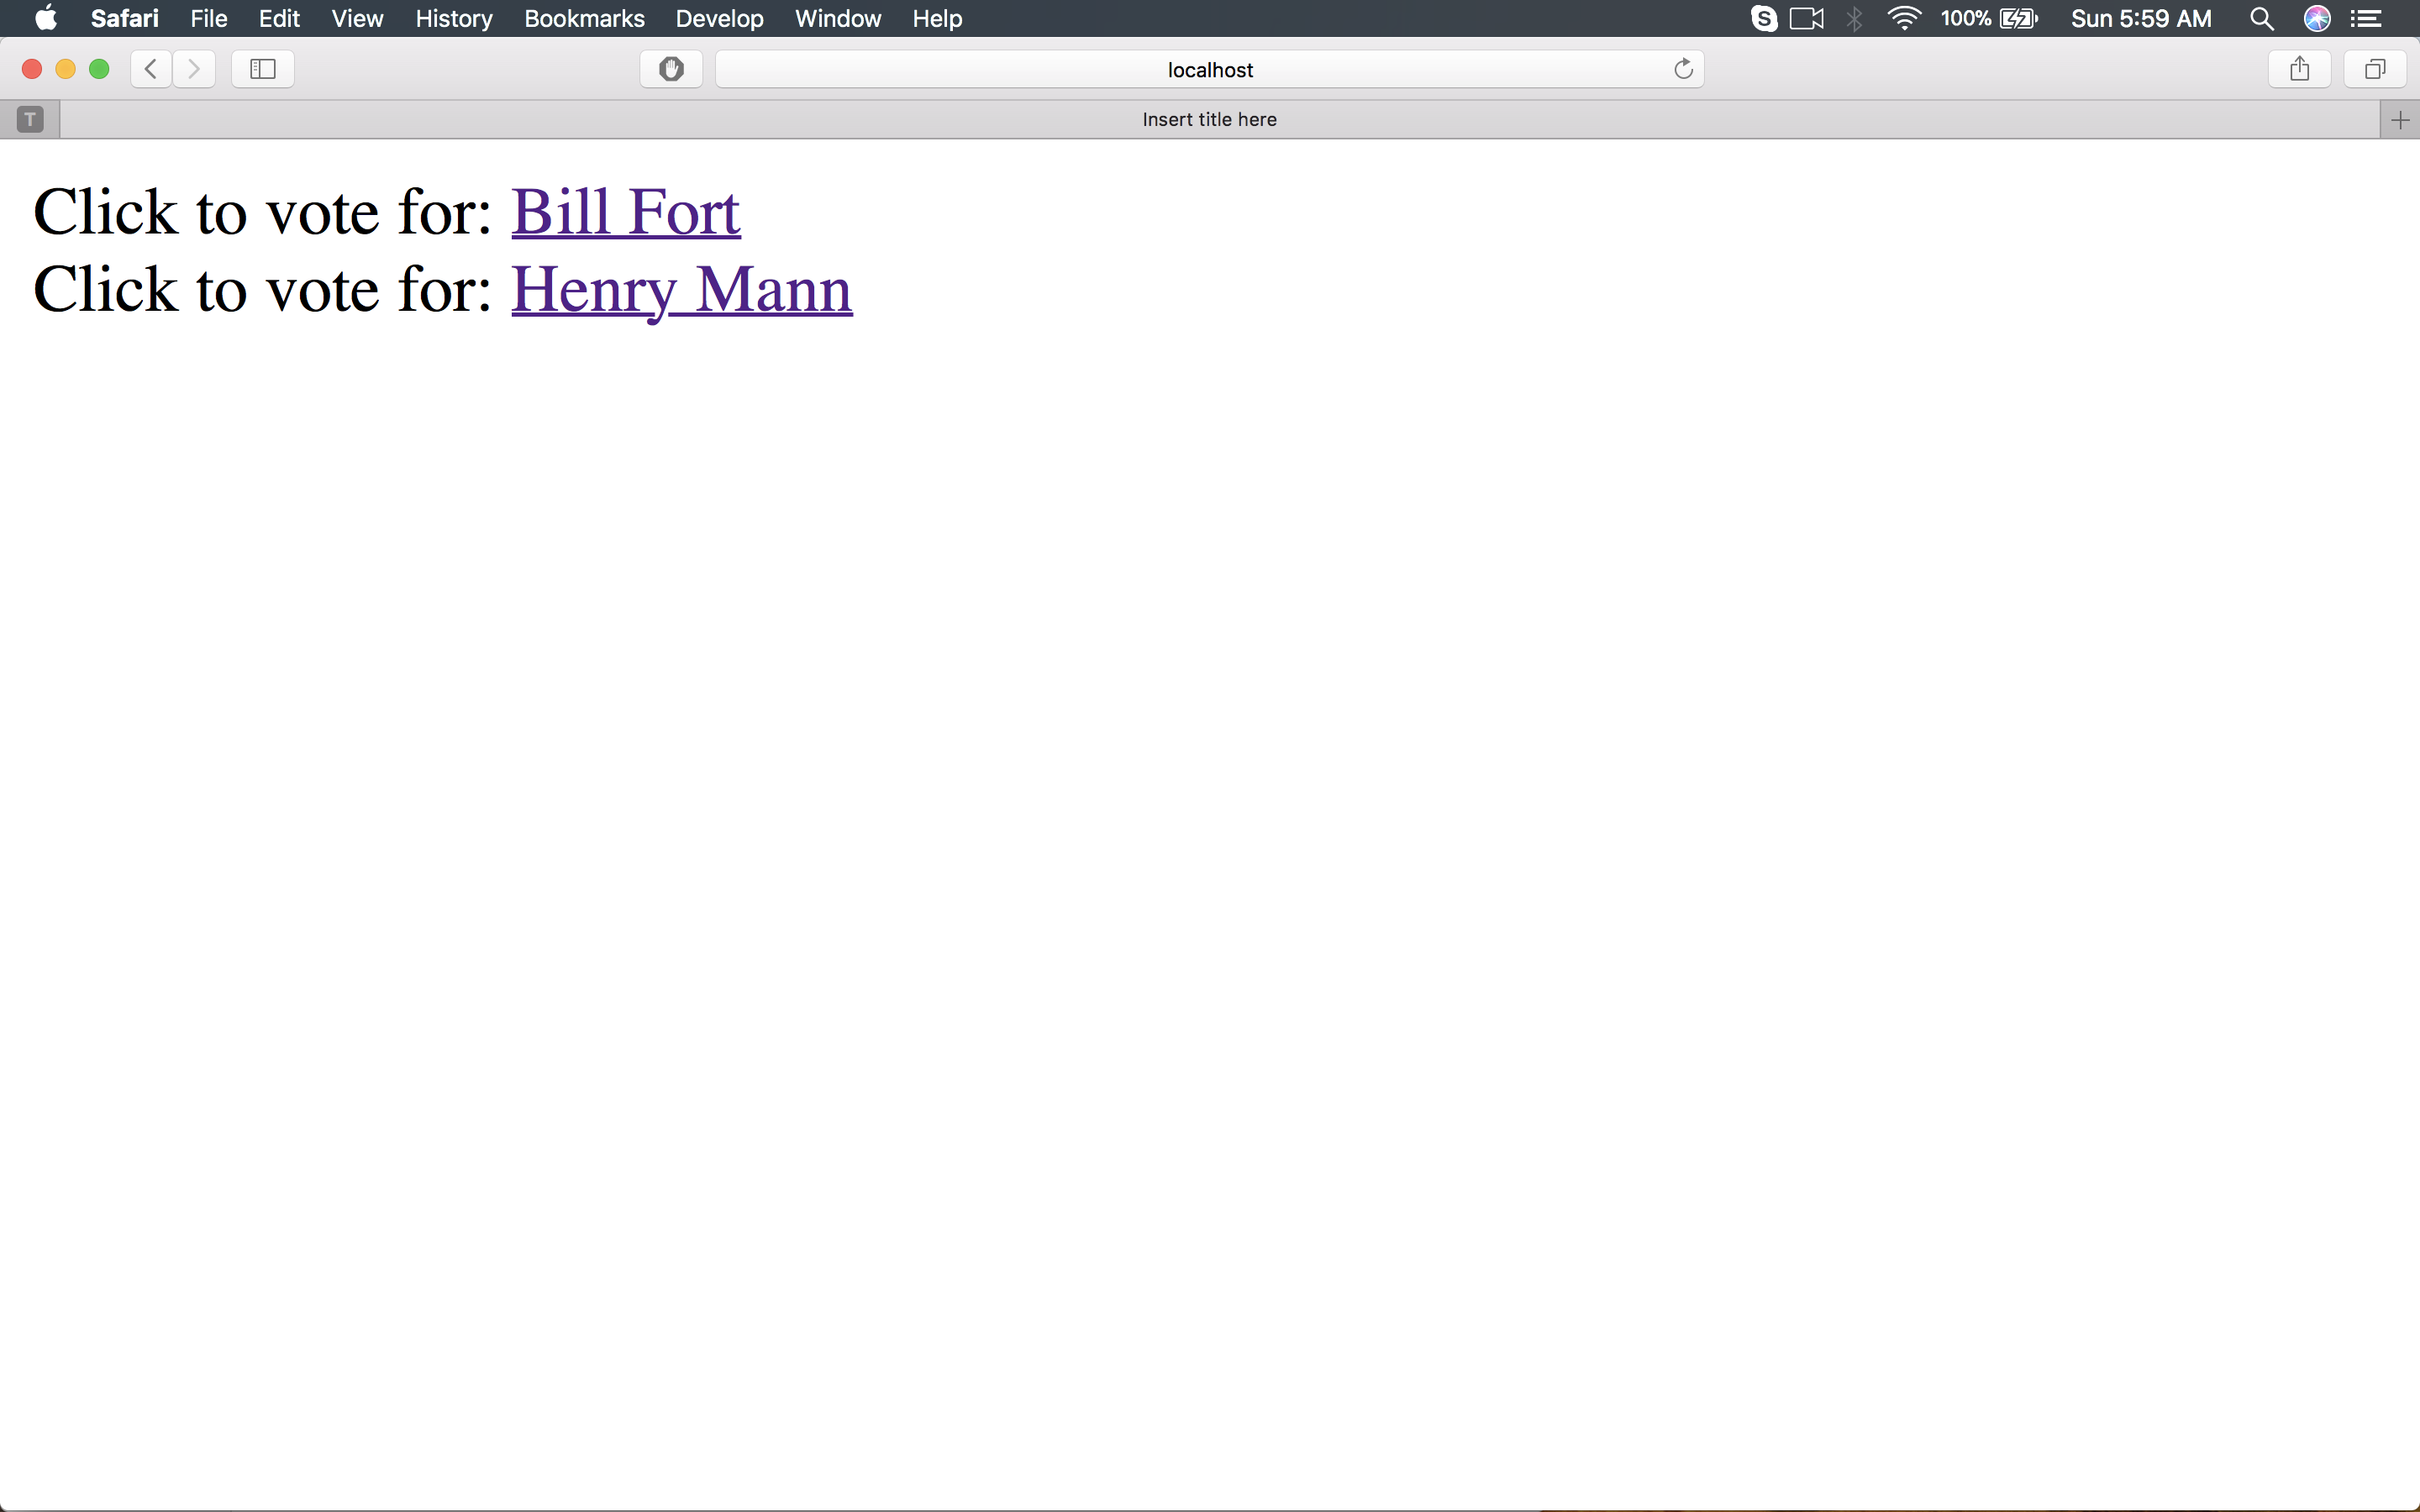 Safari File Edit View History Bookmarks Develop Window Help S 100% Sun 5:59 AM
localhost
T Insert title here
Click to vote for: Bill Fort
Click to vote for: Henry Mann